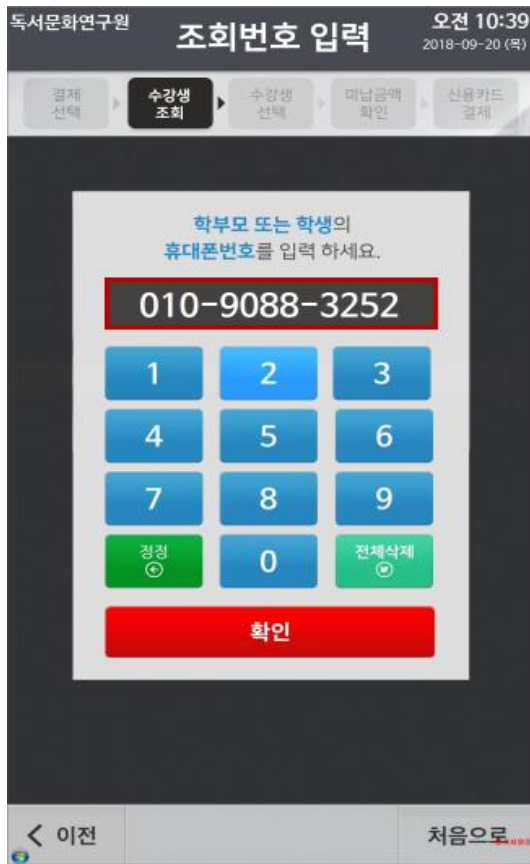 독서문화연구원
조회번호 입력
오전 10:39
2018-09-20 (목)
결제
선택
수강생
조회
수강생
선택
미납금액
확인
신용카드
결제
학부모 또는 학생의
휴대폰번호를 입력 하세요.
010-9088-3252
1 2 3
4 5 6
7 8 9
정정
0
전체삭제
확인
이전
처음으로